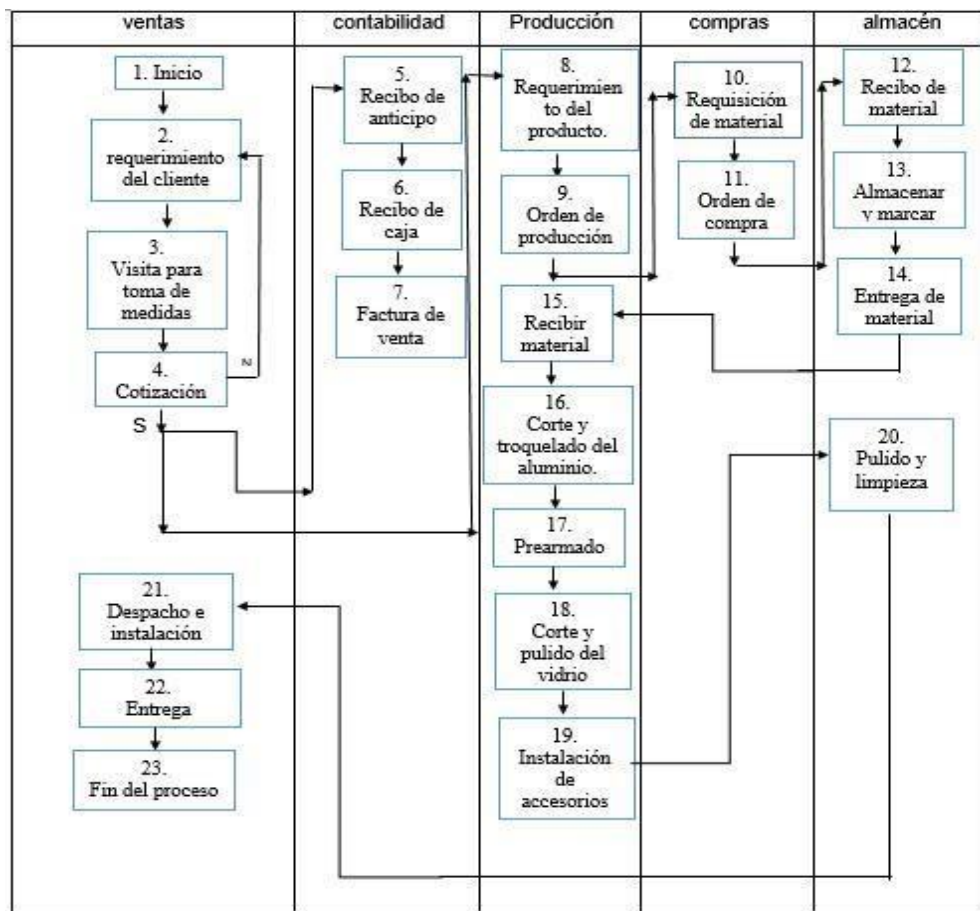 ventas
contabilidad
Producción
compras
almacén
1. Inicio
2.
requerimiento
del cliente
3.
Visita para
toma de
medidas
4.
Cotización
N
S
5.
Recibo de
anticipo
6.
Recibo de
caja
7.
Factura de
venta
8.
Requerimie
nto del
producto.
9.
Orden de
producción
10.
Requisición
de material
11.
Orden de
compra
12.
Recibo de
material
13.
Almacenar
y marcar
14.
Entrega de
material
15.
Recibir
material
16.
Corte y
troquelado del
aluminio.
17.
Prearmado
18.
Corte y
pulido del
vidrio
19.
Instalación
de
accesorios
20.
Pulido y
limpieza
21.
Despacho e
instalación
22.
Entrega
23.
Fin del proceso